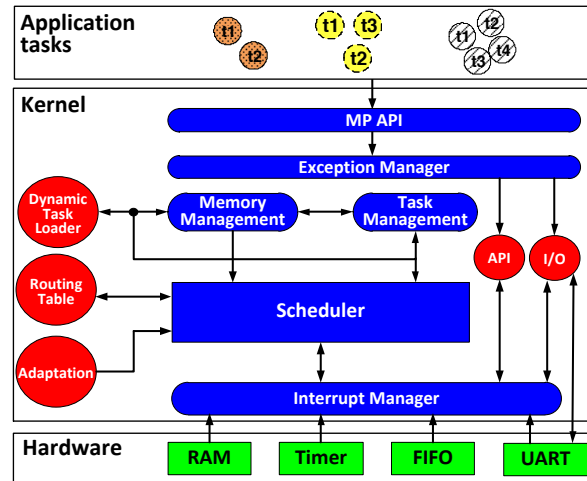 Application
tasks
t1
t2
t1
t3
t2
t1
t2
t3
t4
Kernel
MP API
Exception Manager
Dynamic
Task
Loader
Memory
Management
Task
Management
API
I/O
Routing
Table
Scheduler
Adaptation
Interrupt Manager
Hardware
RAM
Timer
FIFO
UART